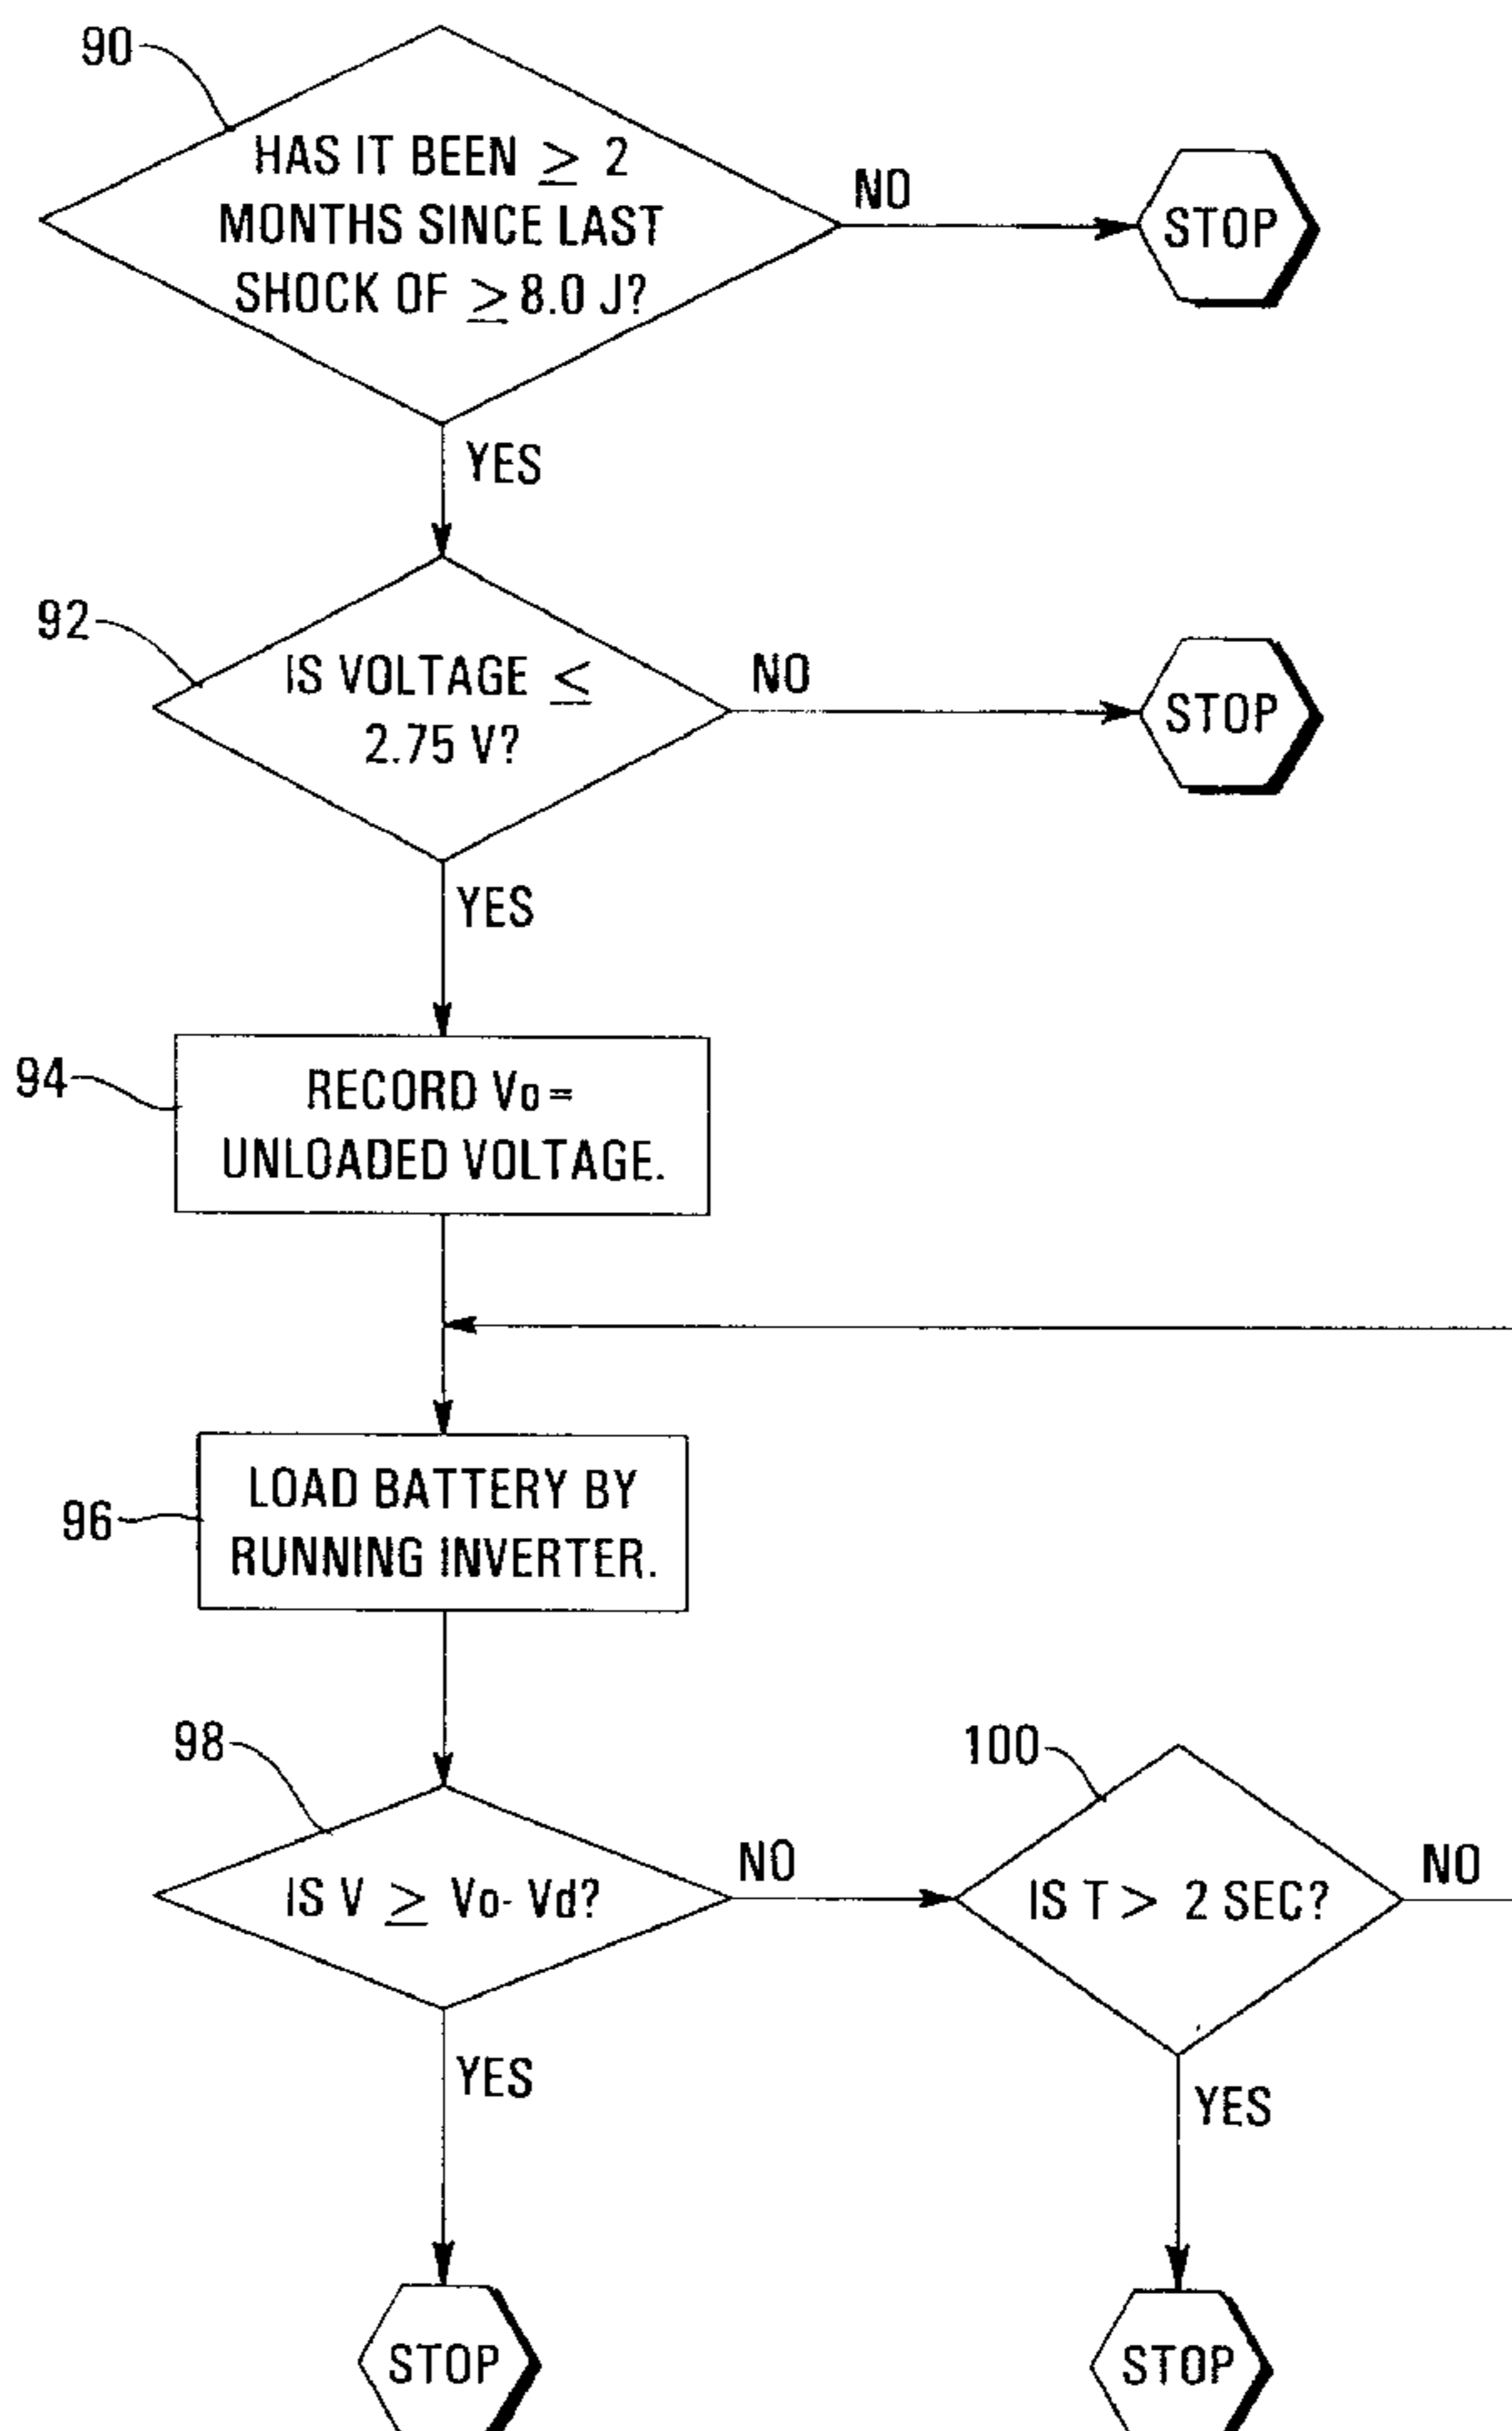 90
HAS IT BEEN ≥ 2
MONTHS SINCE LAST
SHOCK OF ≥ 8.0 J?
NO
STOP
YES
92
IS VOLTAGE ≤
2.75 V?
NO
STOP
YES
94
RECORD Vo =
UNLOADED VOLTAGE.
96
LOAD BATTERY BY
RUNNING INVERTER.
98
IS V ≥ Vo- Vd?
NO
100
IS T > 2 SEC?
NO
YES
YES
STOP
STOP